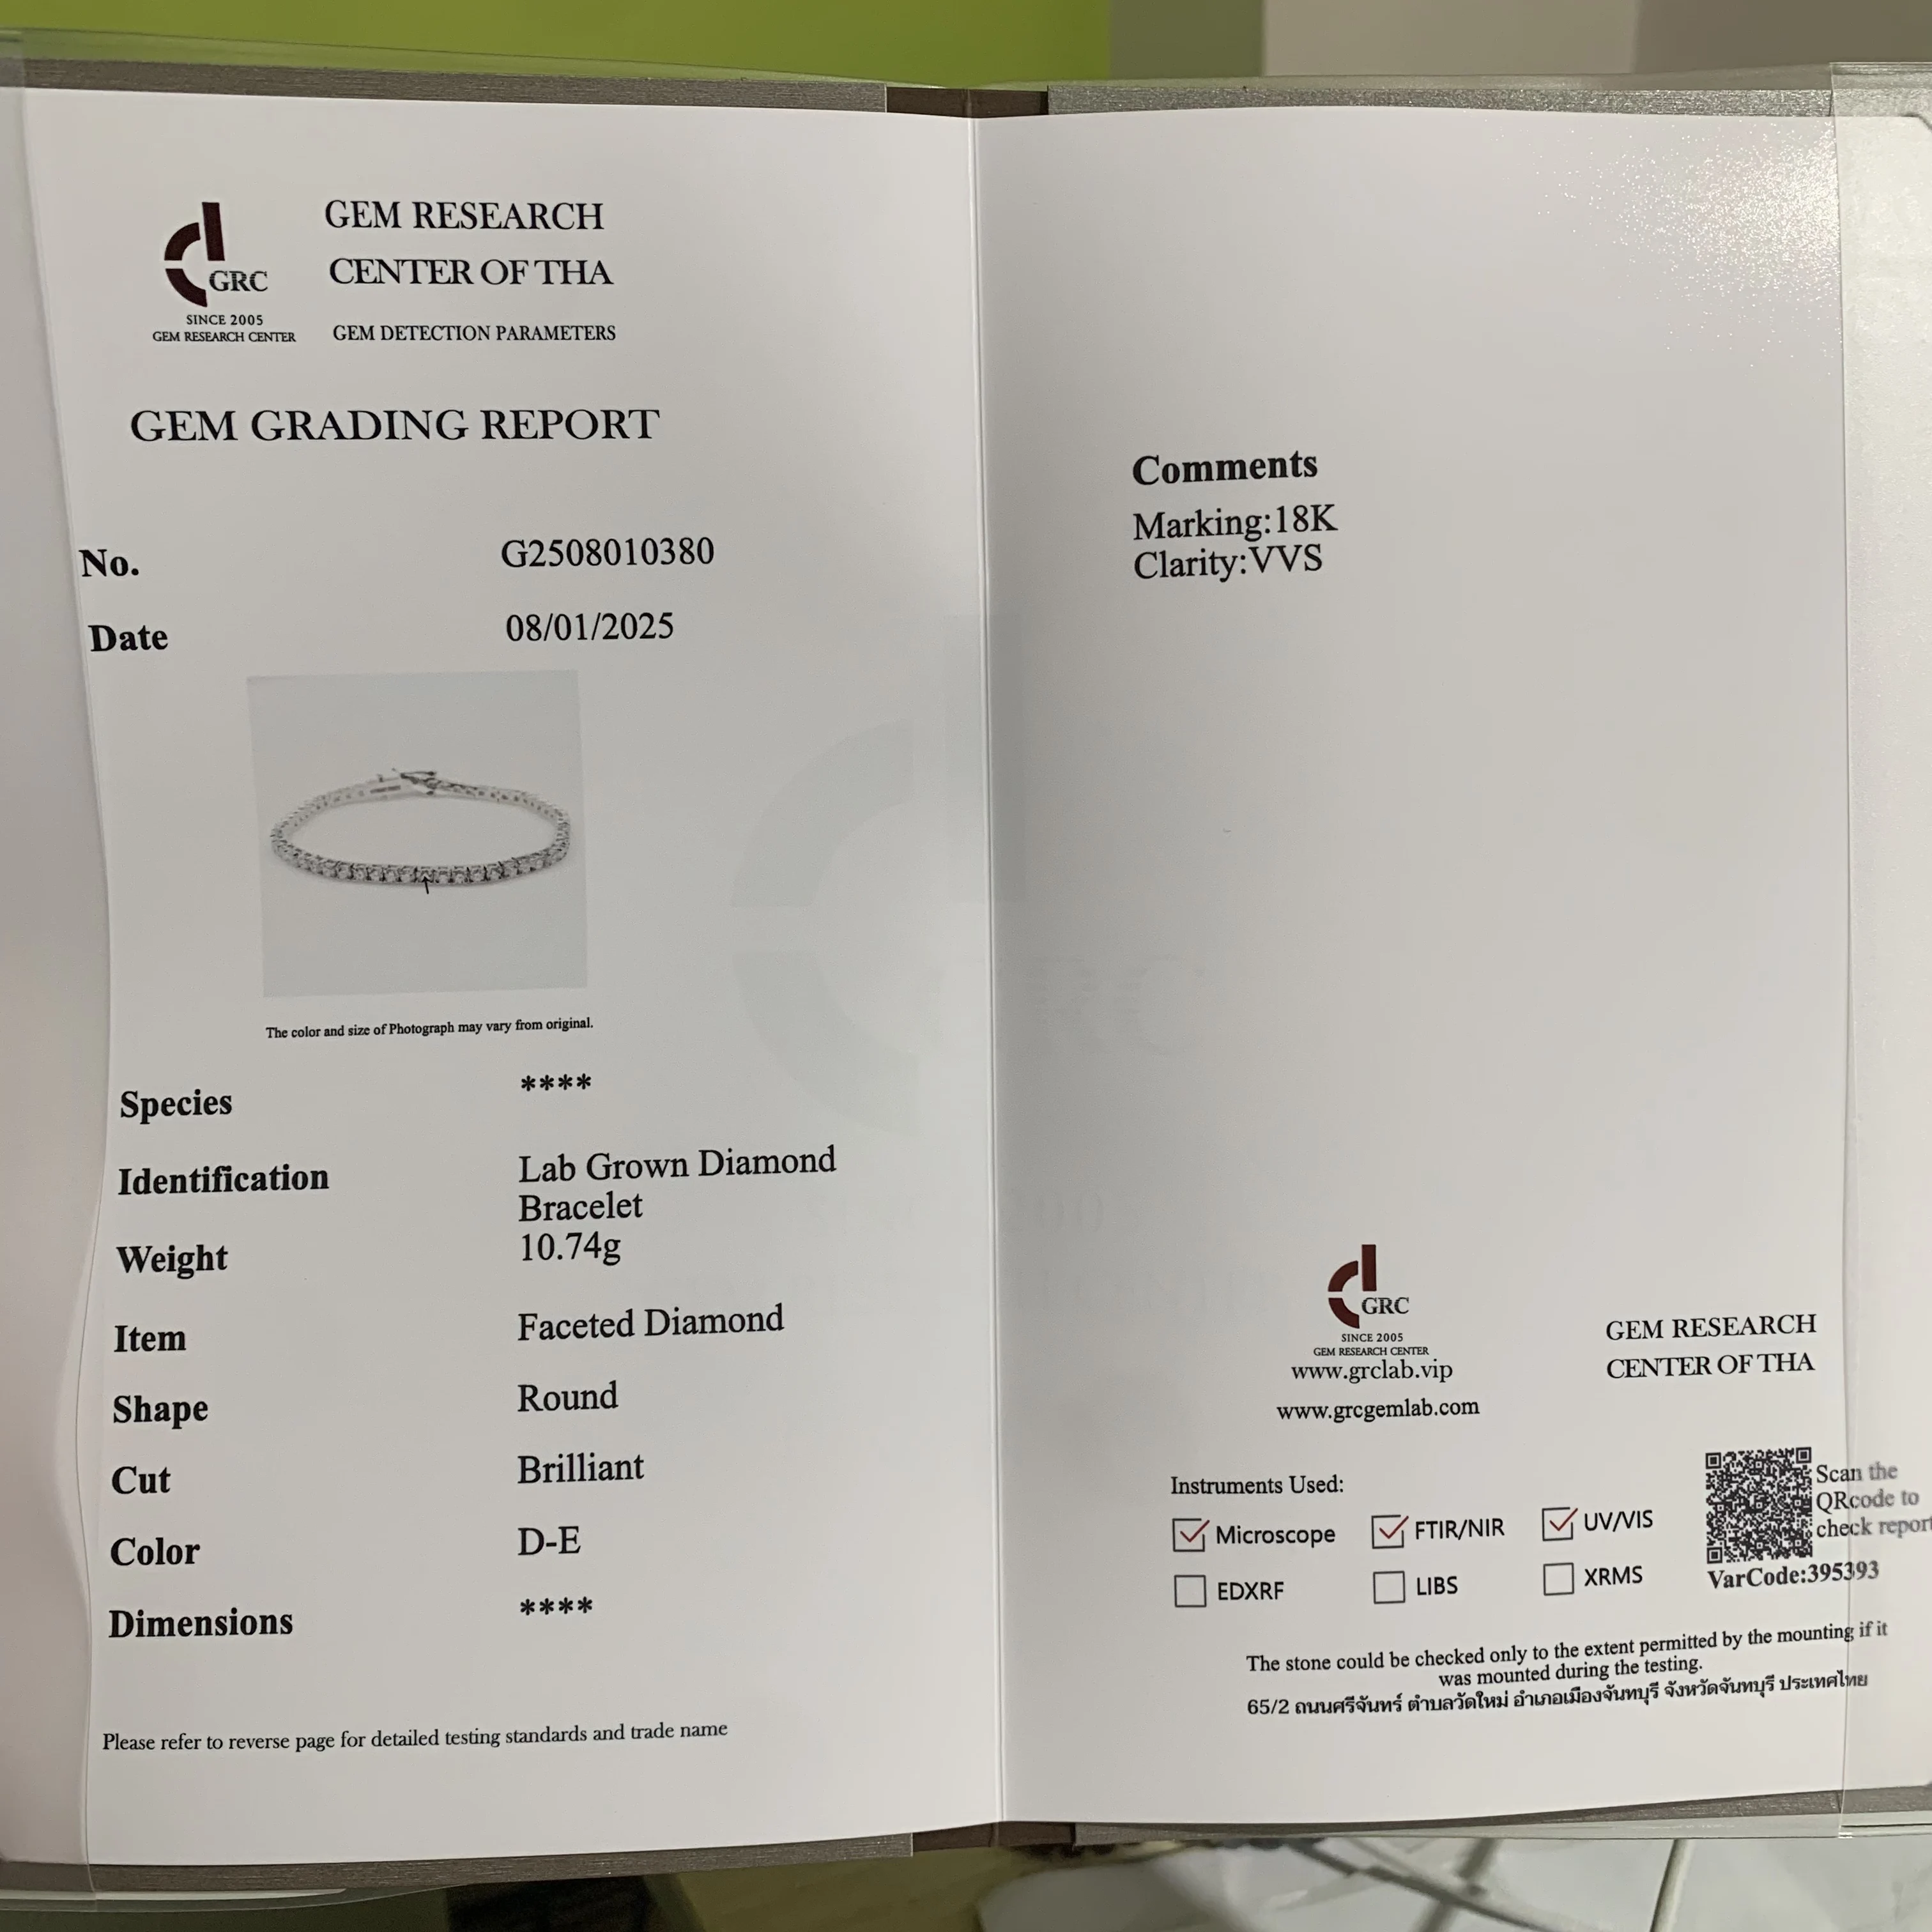 GRC
SINCE 2005
GEM RESEARCH CENTER
GEM RESEARCH
CENTER OF THA
GEM DETECTION PARAMETERS
GEM GRADING REPORT
No. G2508010380
Date 08/01/2025
The color and size of Photograph may vary from original.
Species ****
Identification Lab Grown Diamond
Bracelet
Weight 10.74g
Item Faceted Diamond
Shape Round
Cut Brilliant
Color D-E
Dimensions ****
Please refer to reverse page for detailed testing standards and trade name
Comments
Marking:18K
Clarity:VVS
GRC
SINCE 2005
GEM RESEARCH CENTER
www.grclab.vip
www.grcgemlab.com
GEM RESEARCH
CENTER OF THA
Instruments Used:
Microscope FTIR/NIR UV/VIS
EDXRF LIBS XRMS
Scan the
QRcode to
check report
VarCode:395393
The stone could be checked only to the extent permitted by the mounting if it
was mounted during the testing.
65/2 ถนนศรีจันทร์ ตำบลวัดใหม่ อำเภอเมืองจันทบุรี จังหวัดจันทบุรี ประเทศไทย